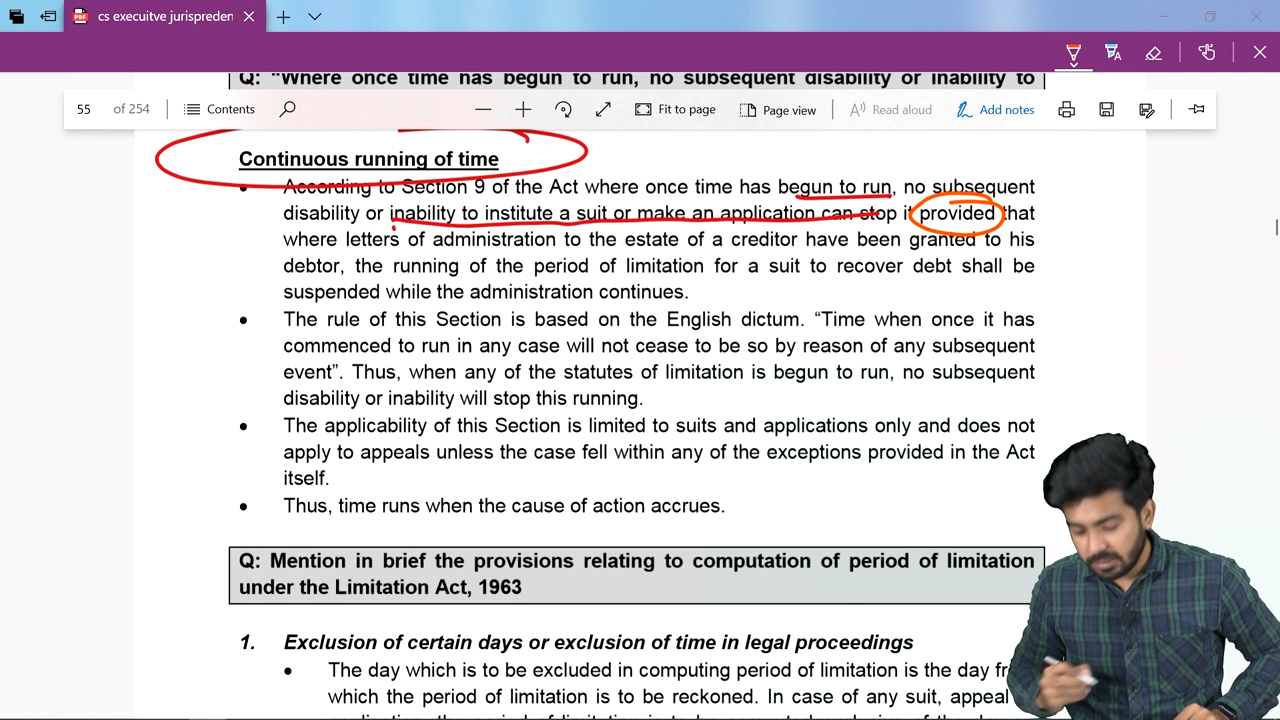 cs execuitve jurispreden
Q: "Where once time has begun to run, no subsequent disability or inability to
55 of 254 Contents Fit to page Page view Read aloud Add notes
Continuous running of time
• According to Section 9 of the Act where once time has begun to run, no subsequent
disability or inability to institute a suit or make an application can stop it provided that
where letters of administration to the estate of a creditor have been granted to his
debtor, the running of the period of limitation for a suit to recover debt shall be
suspended while the administration continues.
• The rule of this Section is based on the English dictum. “Time when once it has
commenced to run in any case will not cease to be so by reason of any subsequent
event”. Thus, when any of the statutes of limitation is begun to run, no subsequent
disability or inability will stop this running.
• The applicability of this Section is limited to suits and applications only and does not
apply to appeals unless the case fell within any of the exceptions provided in the Act
itself.
• Thus, time runs when the cause of action accrues.
Q: Mention in brief the provisions relating to computation of period of limitation
under the Limitation Act, 1963
1. Exclusion of certain days or exclusion of time in legal proceedings
• The day which is to be excluded in computing period of limitation is the day
which the period of limitation is to be reckoned. In case of any suit, appeal